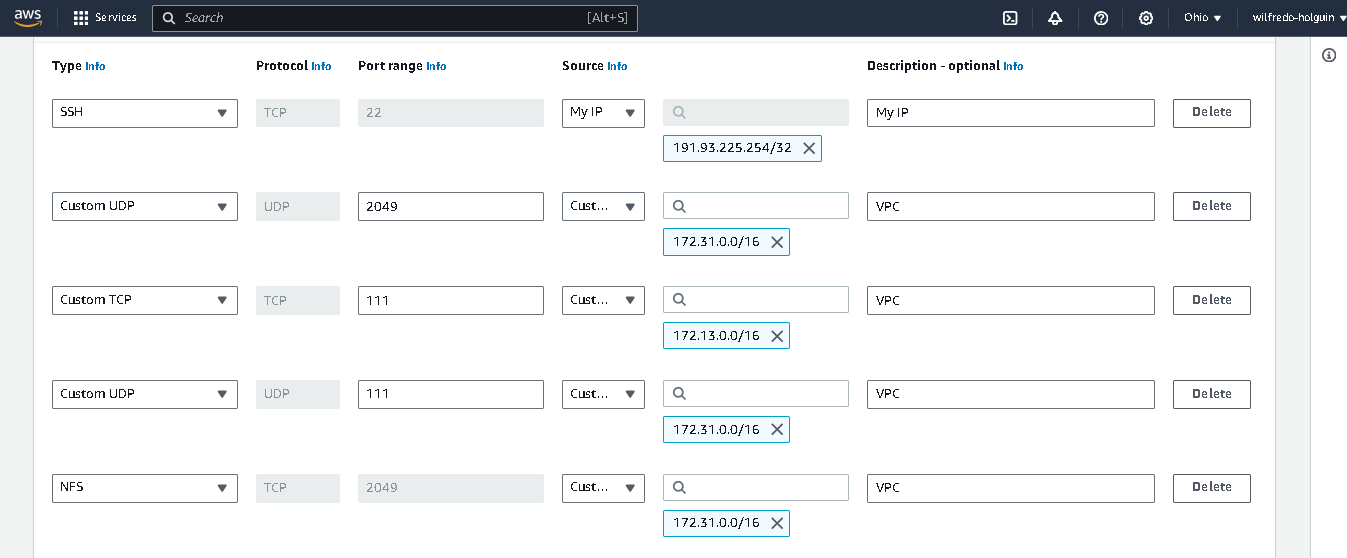 aws Services Search [Alt+S] Ohio wilfredo-holguin
Type Info Protocol Info Port range Info Source Info Description - optional Info
SSH TCP 22 My IP My IP Delete
191.93.225.254/32
Custom UDP UDP 2049 Cust... VPC Delete
172.31.0.0/16
Custom TCP TCP 111 Cust... VPC Delete
172.13.0.0/16
Custom UDP UDP 111 Cust... VPC Delete
172.31.0.0/16
NFS TCP 2049 Cust... VPC Delete
172.31.0.0/16